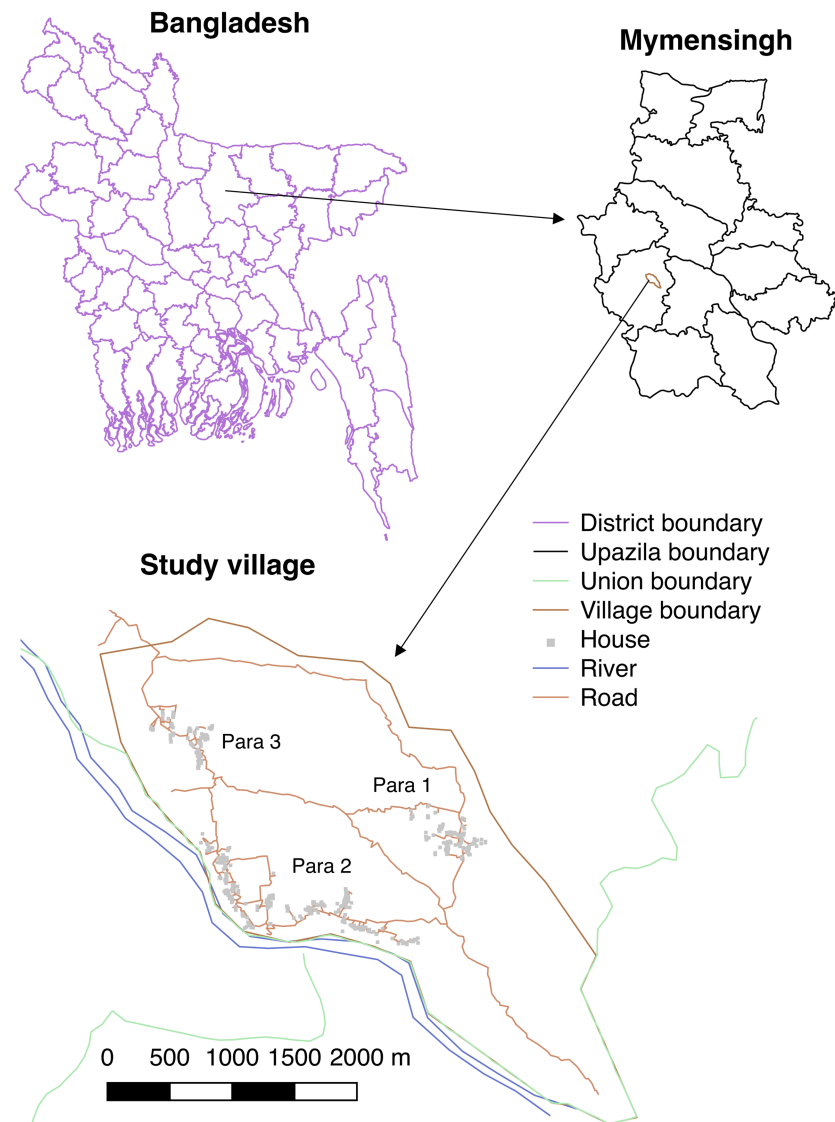 Bangladesh
Mymensingh
District boundary
Upazila boundary
Union boundary
Village boundary
House
River
Road
Study village
Para 3
Para 1
Para 2
0 500 1000 1500 2000 m